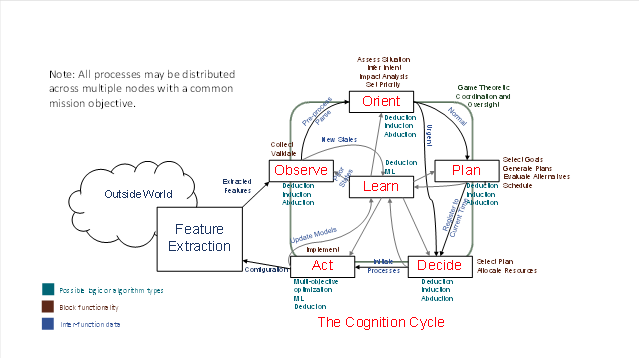 Note: All processes may be distributed
across multiple nodes with a common
mission objective.
Assess Situation
Infer Intent
Impact Analysis
Set Priority
Orient
Deduction
Induction
Abduction
Game Theoretic
Coordination and
Oversight
Pre-process
Parse
Normal
Urgent
New States
Collect
Validate
Observe
Deduction
Induction
Abduction
Prior
States
Deduction
ML
Learn
Plan
Deduction
Induction
Abduction
Select Goals
Generate Plans
Evaluate Alternatives
Schedule
Extracted
Features
Outside World
Feature
Extraction
Register to
Current Time
Update Models
Implement
Act
Multi-objective
optimization
ML
Deduction
Configuration
Initiate
Processes
Decide
Deduction
Induction
Abduction
Select Plan
Allocate Resources
Possible logic or algorithm types
Block functionality
Inter-function data
The Cognition Cycle